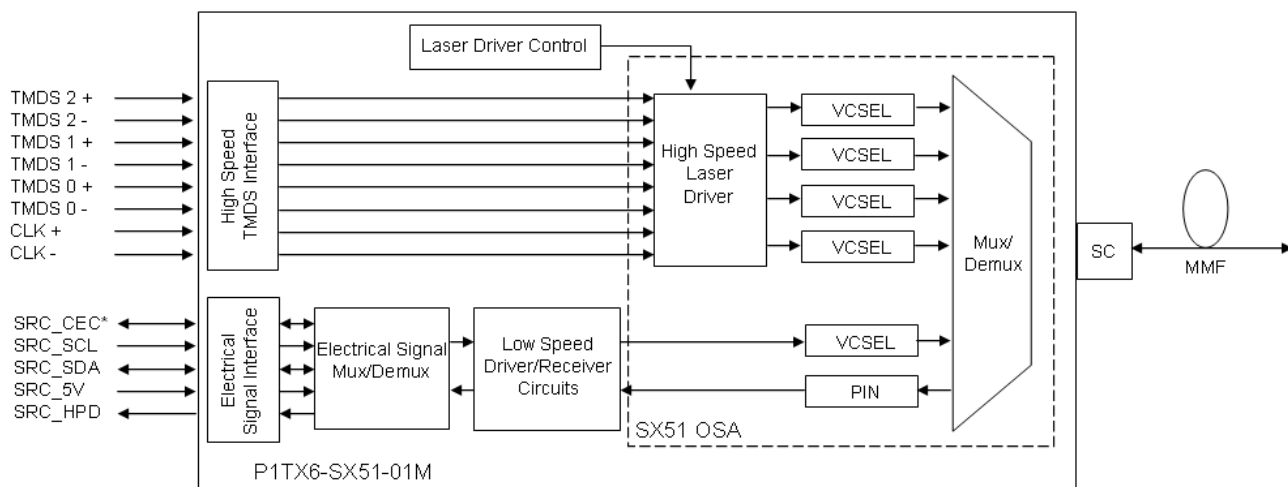 Laser Driver Control
TMDS 2 +
TMDS 2 -
TMDS 1 +
TMDS 1 -
TMDS 0 +
TMDS 0 -
CLK +
CLK -
High Speed
TMDS Interface
High Speed
Laser
Driver
VCSEL
VCSEL
VCSEL
VCSEL
Mux/
Demux
SC
MMF
SRC_CEC*
SRC_SCL
SRC_SDA
SRC_5V
SRC_HPD
Electrical
Signal Interface
Electrical Signal
Mux/Demux
Low Speed
Driver/Receiver
Circuits
VCSEL
PIN
SX51 OSA
P1TX6-SX51-01M